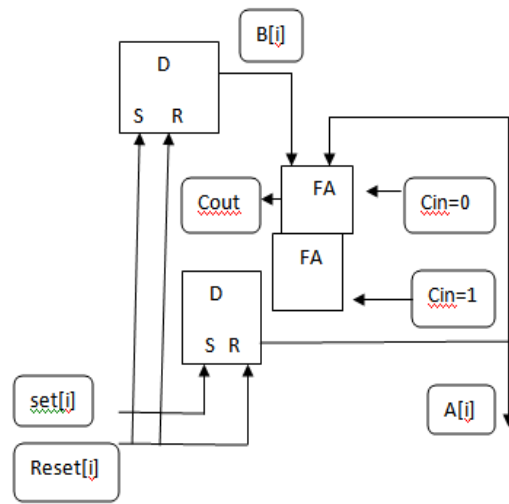 B[i]
D
S R
FA
Cout
Cin=0
FA
D
Cin=1
S R
set[i]
A[i]
Reset[i]